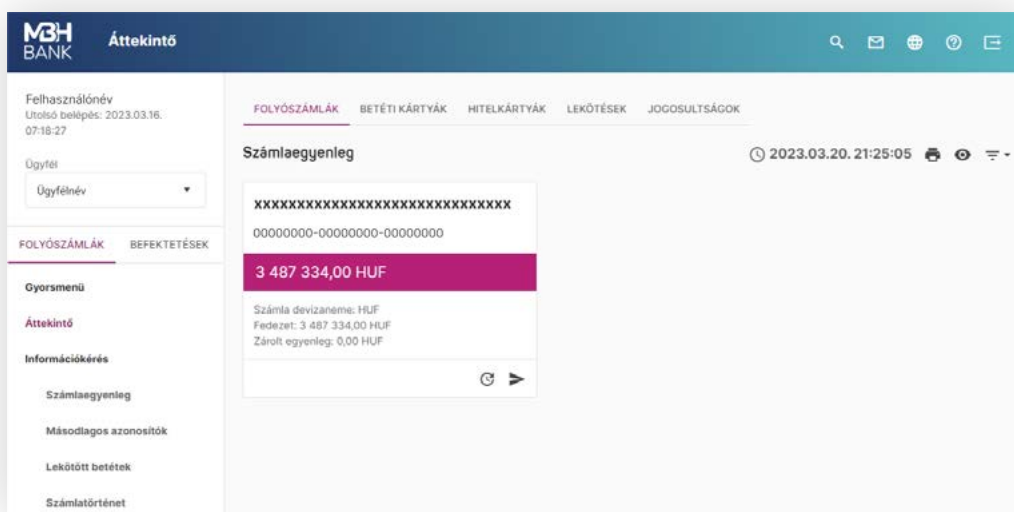 MBH
BANK
Áttekintő
Felhasználónév
Utolsó belépés: 2023.03.16.
07:18:27
Ügyfél
Ügyfélnév
FOLYÓSZÁMLÁK BEFEKTETÉSEK
Gyorsmenü
Áttekintő
Információkérés
Számlaegyenleg
Másodlagos azonosítók
Lekötött betétek
Számlatörténet
FOLYÓSZÁMLÁK BETÉTI KÁRTYÁK HITELKÁRTYÁK LEKÖTÉSEK JOGOSULTSÁGOK
Számlaegyenleg
2023.03.20. 21:25:05
xxxxxxxxxxxxxxxxxxxxxxxxxxxxxx
00000000-00000000-00000000
3 487 334,00 HUF
Számla devizaneme: HUF
Fedezet: 3 487 334,00 HUF
Zárolt egyenleg: 0,00 HUF